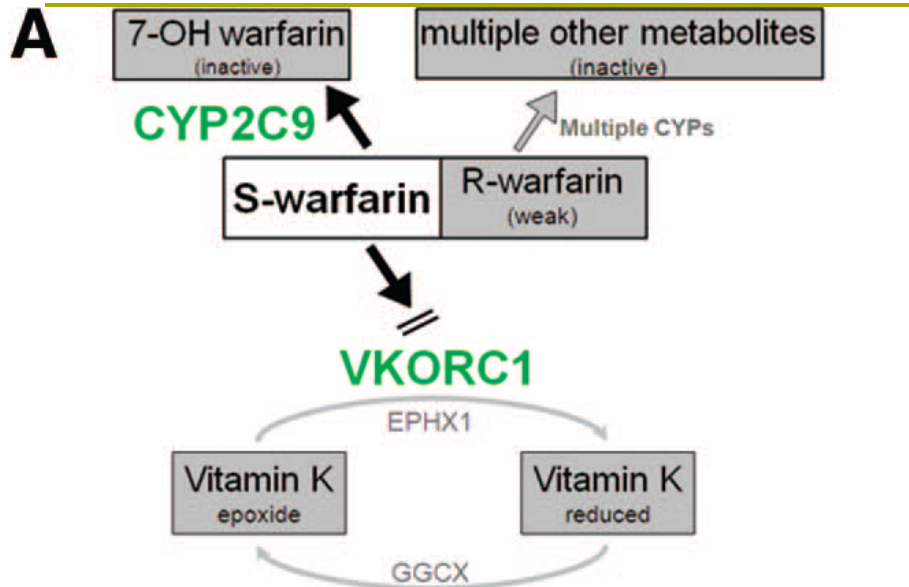 A
7-OH warfarin
(inactive)
multiple other metabolites
(inactive)
CYP2C9
Multiple CYPs
S-warfarin
R-warfarin
(weak)
VKORC1
EPHX1
Vitamin K
epoxide
Vitamin K
reduced
GGCX